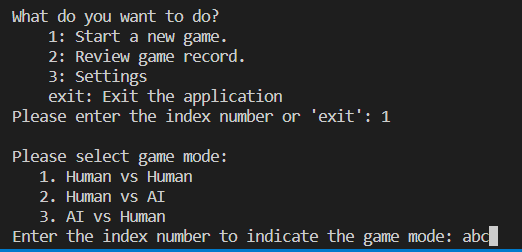 What do you want to do?
    1: Start a new game.
    2: Review game record.
    3: Settings
    exit: Exit the application
Please enter the index number or 'exit': 1

Please select game mode:
   1. Human vs Human
   2. Human vs AI
   3. AI vs Human
Enter the index number to indicate the game mode: abc